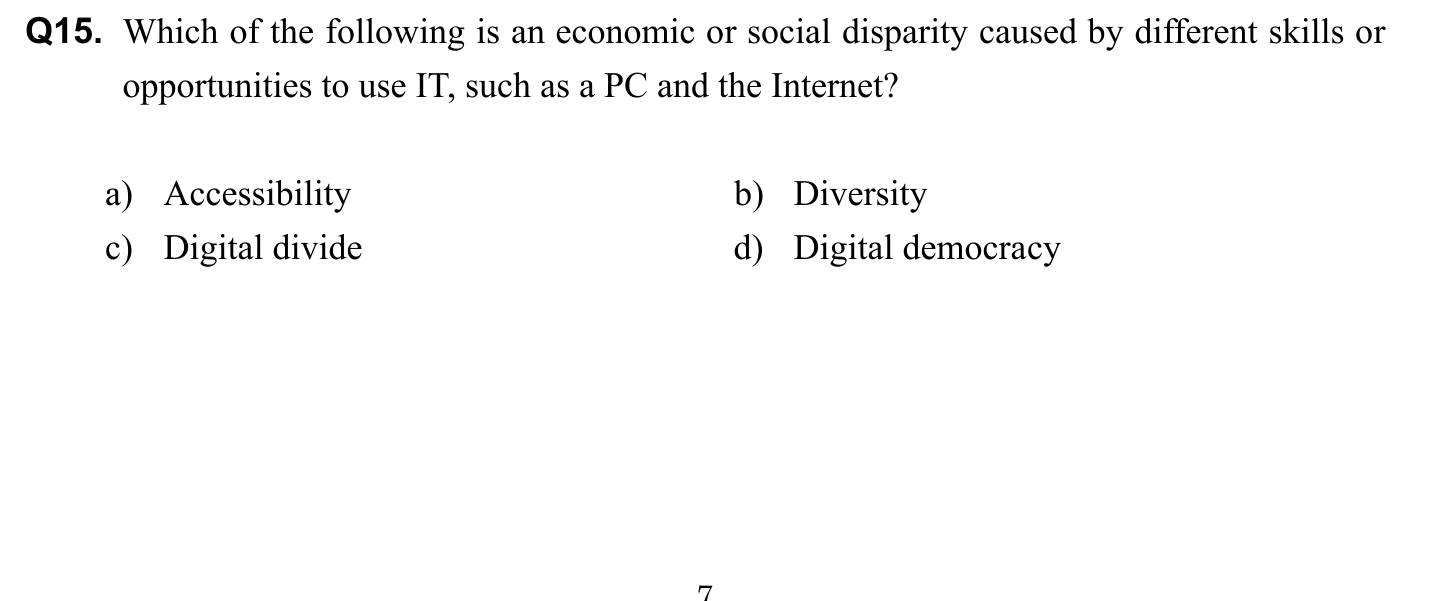 Q15. Which of the following is an economic or social disparity caused by different skills or
opportunities to use IT, such as a PC and the Internet?
a) Accessibility b) Diversity
c) Digital divide d) Digital democracy
7